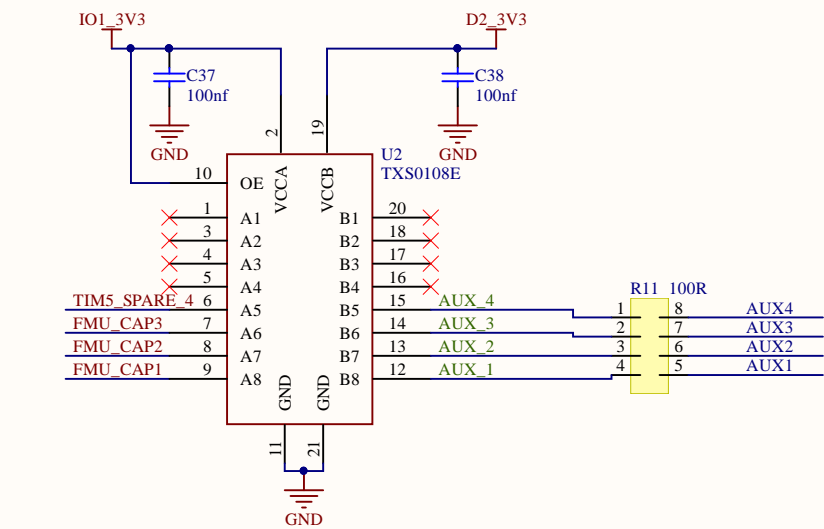 IO1_3V3
D2_3V3
C37
100nf
C38
100nf
GND
GND
2
19
U2
TXS0108E
10 OE
VCCA
VCCB
1 A1 B1 20
3 A2 B2 18
4 A3 B3 17
5 A4 B4 16
TIM5_SPARE_4 6 A5 B5 15 AUX_4
FMU_CAP3 7 A6 B6 14 AUX_3
FMU_CAP2 8 A7 B7 13 AUX_2
FMU_CAP1 9 A8 B8 12 AUX_1
R11 100R
1 8 AUX4
2 7 AUX3
3 6 AUX2
4 5 AUX1
GND
GND
11
21
GND